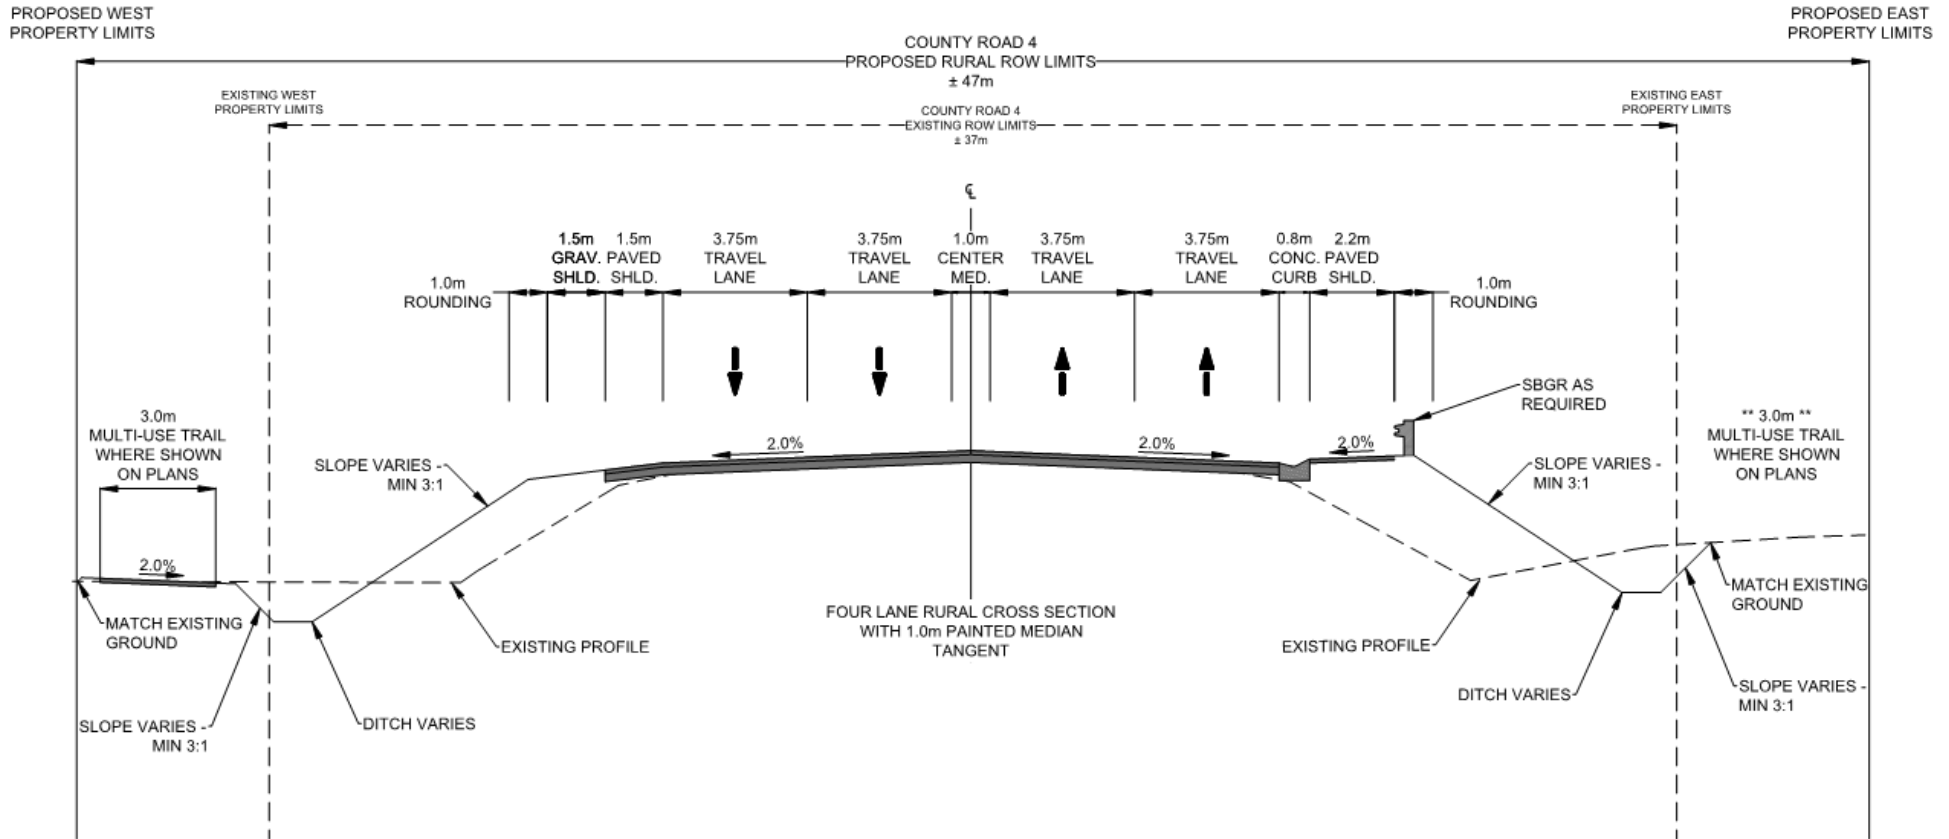 PROPOSED WEST
PROPERTY LIMITS
PROPOSED EAST
PROPERTY LIMITS
COUNTY ROAD 4
PROPOSED RURAL ROW LIMITS
± 47m
EXISTING WEST
PROPERTY LIMITS
COUNTY ROAD 4
EXISTING ROW LIMITS
± 37m
EXISTING EAST
PROPERTY LIMITS
℄
1.0m
ROUNDING
1.5m
GRAV.
SHLD.
1.5m
PAVED
SHLD.
3.75m
TRAVEL
LANE
3.75m
TRAVEL
LANE
1.0m
CENTER
MED.
3.75m
TRAVEL
LANE
3.75m
TRAVEL
LANE
0.8m
CONC.
CURB
2.2m
PAVED
SHLD.
1.0m
ROUNDING
3.0m
MULTI-USE TRAIL
WHERE SHOWN
ON PLANS
SLOPE VARIES -
MIN 3:1
2.0%
2.0%
2.0%
SBGR AS
REQUIRED
SLOPE VARIES -
MIN 3:1
** 3.0m **
MULTI-USE TRAIL
WHERE SHOWN
ON PLANS
2.0%
MATCH EXISTING
GROUND
EXISTING PROFILE
SLOPE VARIES -
MIN 3:1
DITCH VARIES
FOUR LANE RURAL CROSS SECTION
WITH 1.0m PAINTED MEDIAN
TANGENT
EXISTING PROFILE
MATCH EXISTING
GROUND
DITCH VARIES
SLOPE VARIES -
MIN 3:1